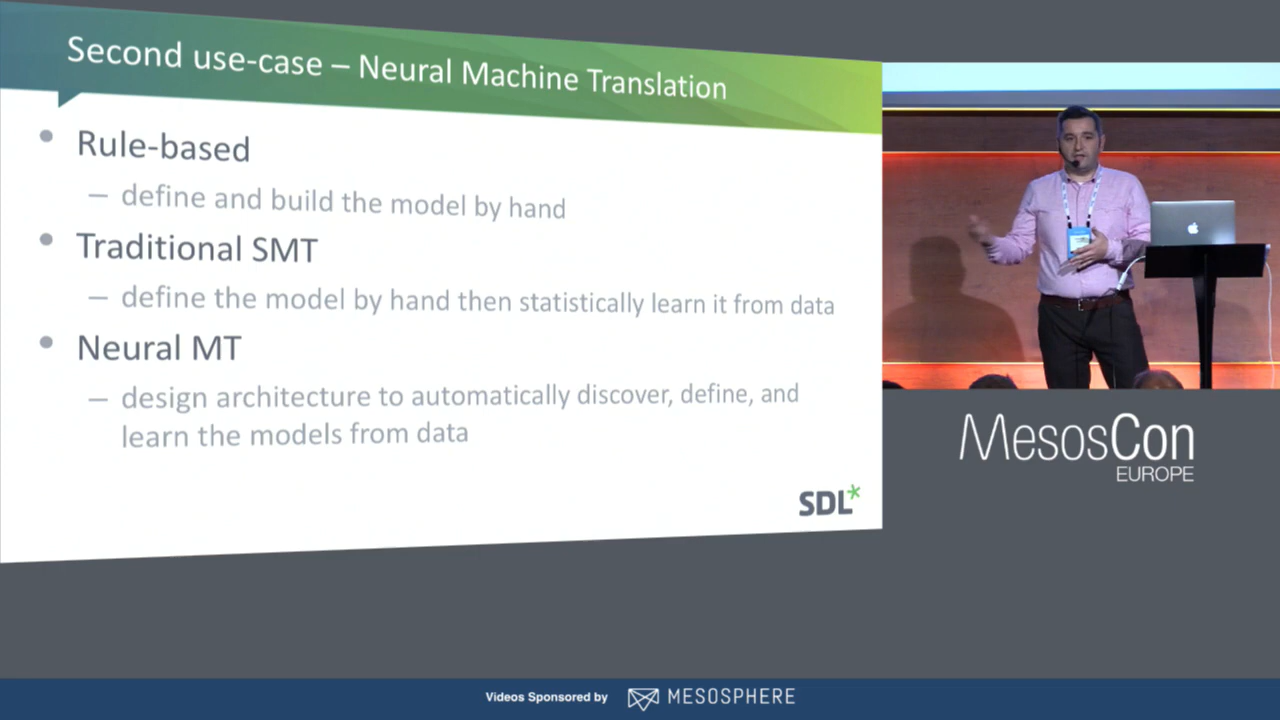 Second use-case – Neural Machine Translation
• Rule-based
– define and build the model by hand
• Traditional SMT
– define the model by hand then statistically learn it from data
• Neural MT
– design architecture to automatically discover, define, and
learn the models from data
SDL*
MesosCon
EUROPE
Videos Sponsored by MESOSPHERE